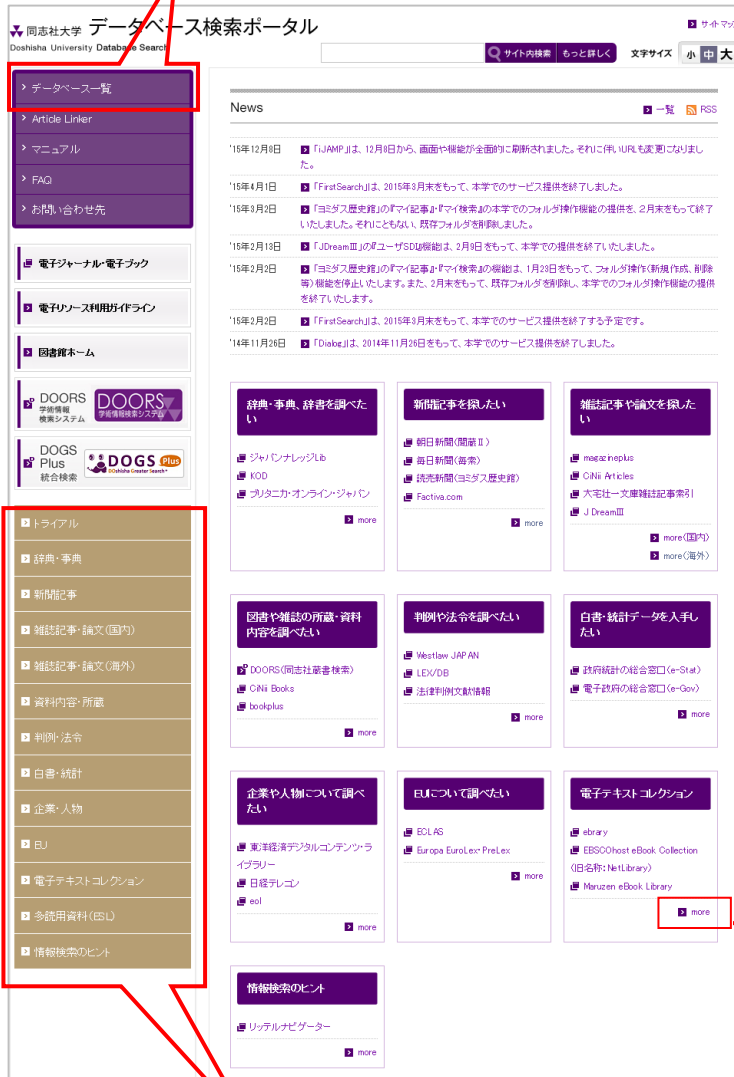 同志社大学 データベース検索ポータル
サイトマッ
Doshisha University Database Search
サイト内検索 もっと詳しく 文字サイズ 小 中 大
データベース一覧
Article Linker
マニュアル
FAQ
お問い合わせ先
電子ジャーナル・電子ブック
電子リソース利用ガイドライン
図書館ホーム
DOORS
学術情報
検索システム
DOORS
学術情報検索システム
DOGS
Plus
統合検索
DOGS Plus
DOshisha Greater Search+
トライアル
辞典・事典
新聞記事
雑誌記事・論文(国内)
雑誌記事・論文(海外)
資料内容・所蔵
判例・法令
白書・統計
企業・人物
EU
電子テキストコレクション
多読用資料(ESL)
情報検索のヒント
News
一覧 RSS
'15年12月8日 「iJAMP」は、12月8日から、画面や機能が全面的に刷新されました。それに伴いURLも変更になりまし
た。
'15年4月1日 「FirstSearch」は、2015年3月末をもって、本学でのサービス提供を終了しました。
'15年3月2日 「ヨミダス歴史館」の『マイ記事』・『マイ検索』の本学でのフォルダ操作機能の提供を、2月末をもって終了
いたしました。それにともない、既存フォルダを削除しました。
'15年2月13日 「JDreamⅢ」の『ユーザSDI』機能は、2月9日をもって、本学での提供を終了いたしました。
'15年2月2日 「ヨミダス歴史館」の『マイ記事』・『マイ検索』の機能は、1月23日をもって、フォルダ操作(新規作成、削除
等)機能を停止いたします。また、2月末をもって、既存フォルダを削除し、本学でのフォルダ操作機能の提供
を終了いたします。
'15年2月2日 「FirstSearch」は、2015年3月末をもって、本学でのサービス提供を終了する予定です。
'14年11月26日 「Dialog」は、2014年11月26日をもって、本学でのサービス提供を終了しました。
辞典・事典、辞書を調べた
い
ジャパンナレッジLib
KOD
ブリタニカ・オンライン・ジャパン
more
新聞記事を探したい
朝日新聞(聞蔵Ⅱ)
毎日新聞(毎索)
読売新聞(ヨミダス歴史館)
Factiva.com
more
雑誌記事や論文を探した
い
magazineplus
CiNii Articles
大宅壮一文庫雑誌記事索引
J DreamⅢ
more(国内)
more(海外)
図書や雑誌の所蔵・資料
内容を調べたい
DOORS(同志社蔵書検索)
CiNii Books
bookplus
more
判例や法令を調べたい
Westlaw JAPAN
LEX/DB
法律判例文献情報
more
白書・統計データを入手し
たい
政府統計の総合窓口(e-Stat)
電子政府の総合窓口(e-Gov)
more
企業や人物について調べ
たい
東洋経済デジタルコンテンツ・ラ
イブラリー
日経テレコン
eol
more
EUについて調べたい
ECLAS
Europa EuroLex・PreLex
more
電子テキストコレクション
ebrary
EBSCOhost eBook Collection
(旧名称:NetLibrary)
Maruzen eBook Library
more
情報検索のヒント
リッテルナビゲーター
more